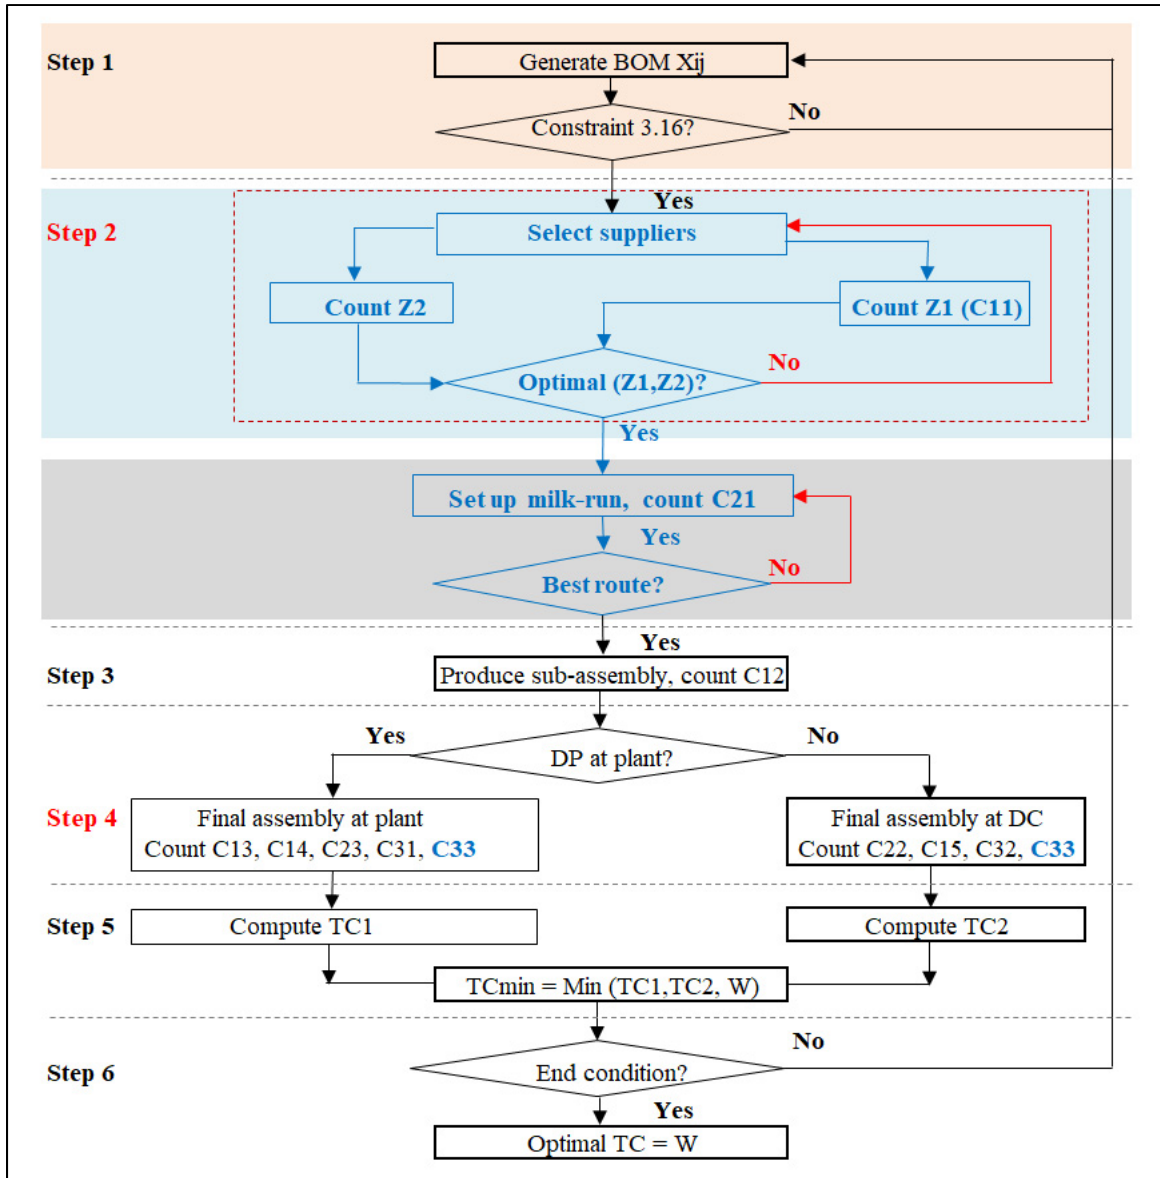 Step 1
Generate BOM Xij
Constraint 3.16?
No
Yes
Step 2
Select suppliers
Count Z2
Count Z1 (C11)
Optimal (Z1,Z2)?
No
Yes
Set up milk-run, count C21
Yes
Best route?
No
Yes
Step 3
Produce sub-assembly, count C12
Yes
No
DP at plant?
Step 4
Final assembly at plant
Count C13, C14, C23, C31, C33
Final assembly at DC
Count C22, C15, C32, C33
Step 5
Compute TC1
Compute TC2
TCmin = Min (TC1,TC2, W)
No
Step 6
End condition?
Yes
Optimal TC = W